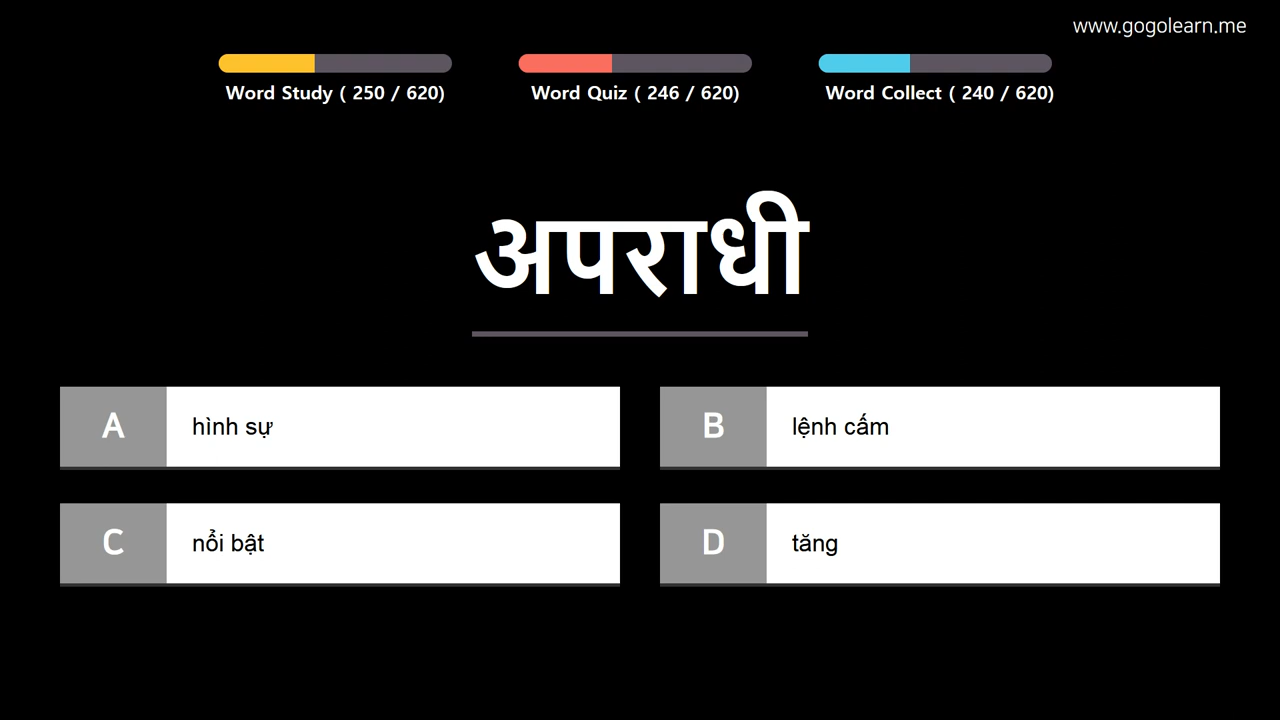 www.gogolearn.me
Word Study ( 250 / 620)
Word Quiz ( 246 / 620)
Word Collect ( 240 / 620)
अपराधी
A hình sự
B lệnh cấm
C nổi bật
D tăng